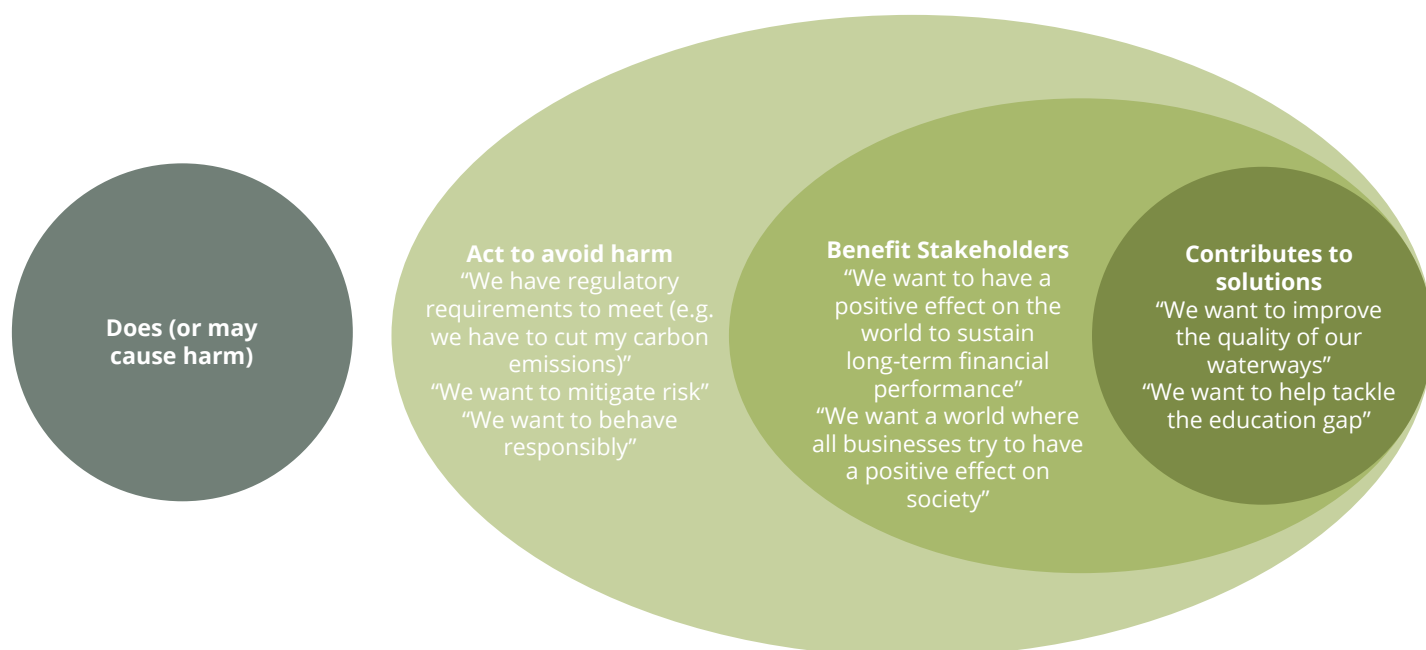 Does (or may
cause harm)
Act to avoid harm
“We have regulatory
requirements to meet (e.g.
we have to cut my carbon
emissions)”
“We want to mitigate risk”
“We want to behave
responsibly”
Benefit Stakeholders
“We want to have a
positive effect on the
world to sustain
long-term financial
performance”
“We want a world where
all businesses try to have
a positive effect on
society”
Contributes to
solutions
“We want to improve
the quality of our
waterways”
“We want to help tackle
the education gap”